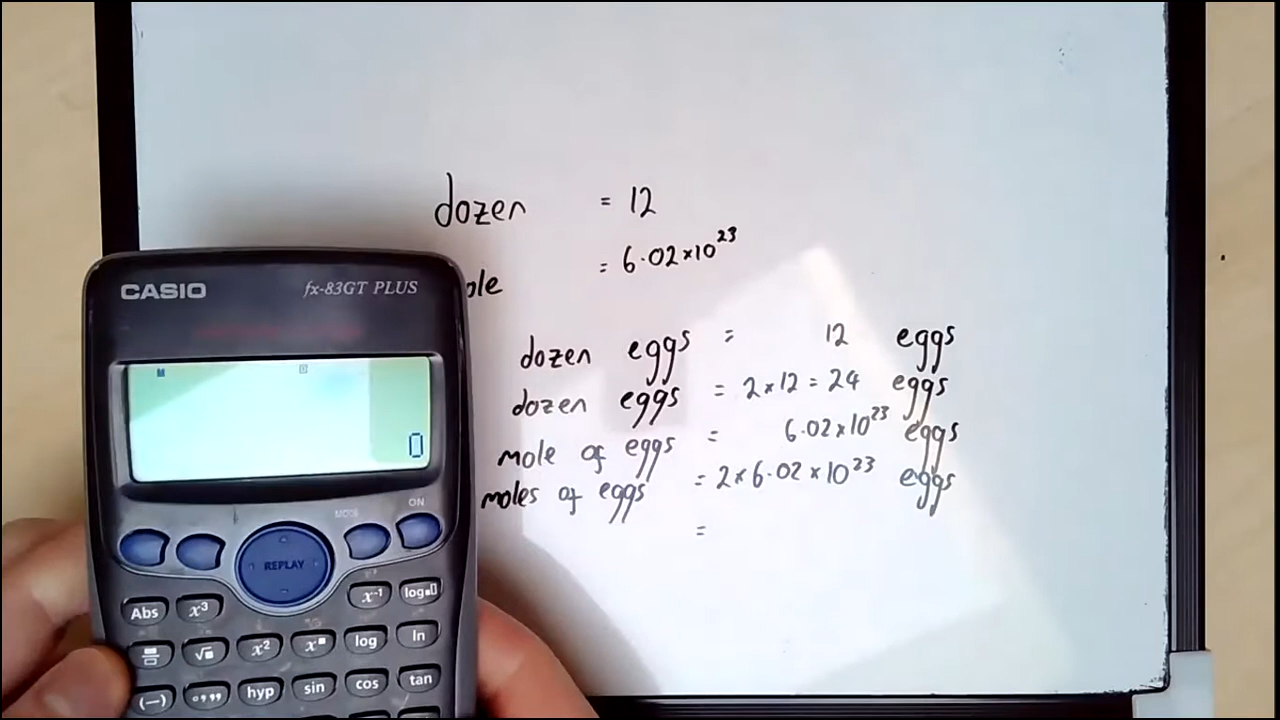 dozen = 12
= 6.02×10²³
ole
dozen eggs = 12 eggs
dozen eggs = 2×12 = 24 eggs
mole of eggs = 6.02×10²³ eggs
moles of eggs = 2×6.02×10²³ eggs
=
CASIO fx-83GT PLUS
M D
0
MODE ON
REPLAY
Abs x³ x⁻¹ log▪▯
√▪ x² x▪ log ln
(−) ° ’ ” hyp sin cos tan